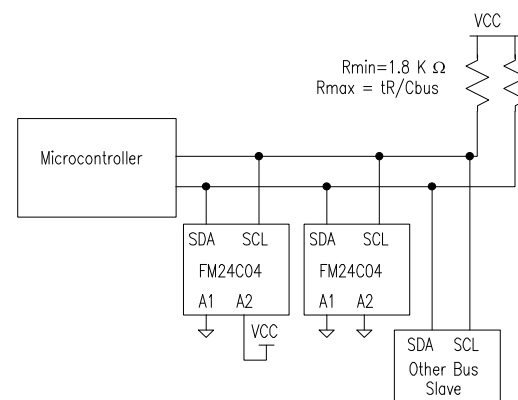 VCC
Rmin=1.8 K Ω
Rmax = tR/Cbus
Microcontroller
SDA SCL
FM24C04
A1 A2
VCC
SDA SCL
FM24C04
A1 A2
SDA SCL
Other Bus
Slave